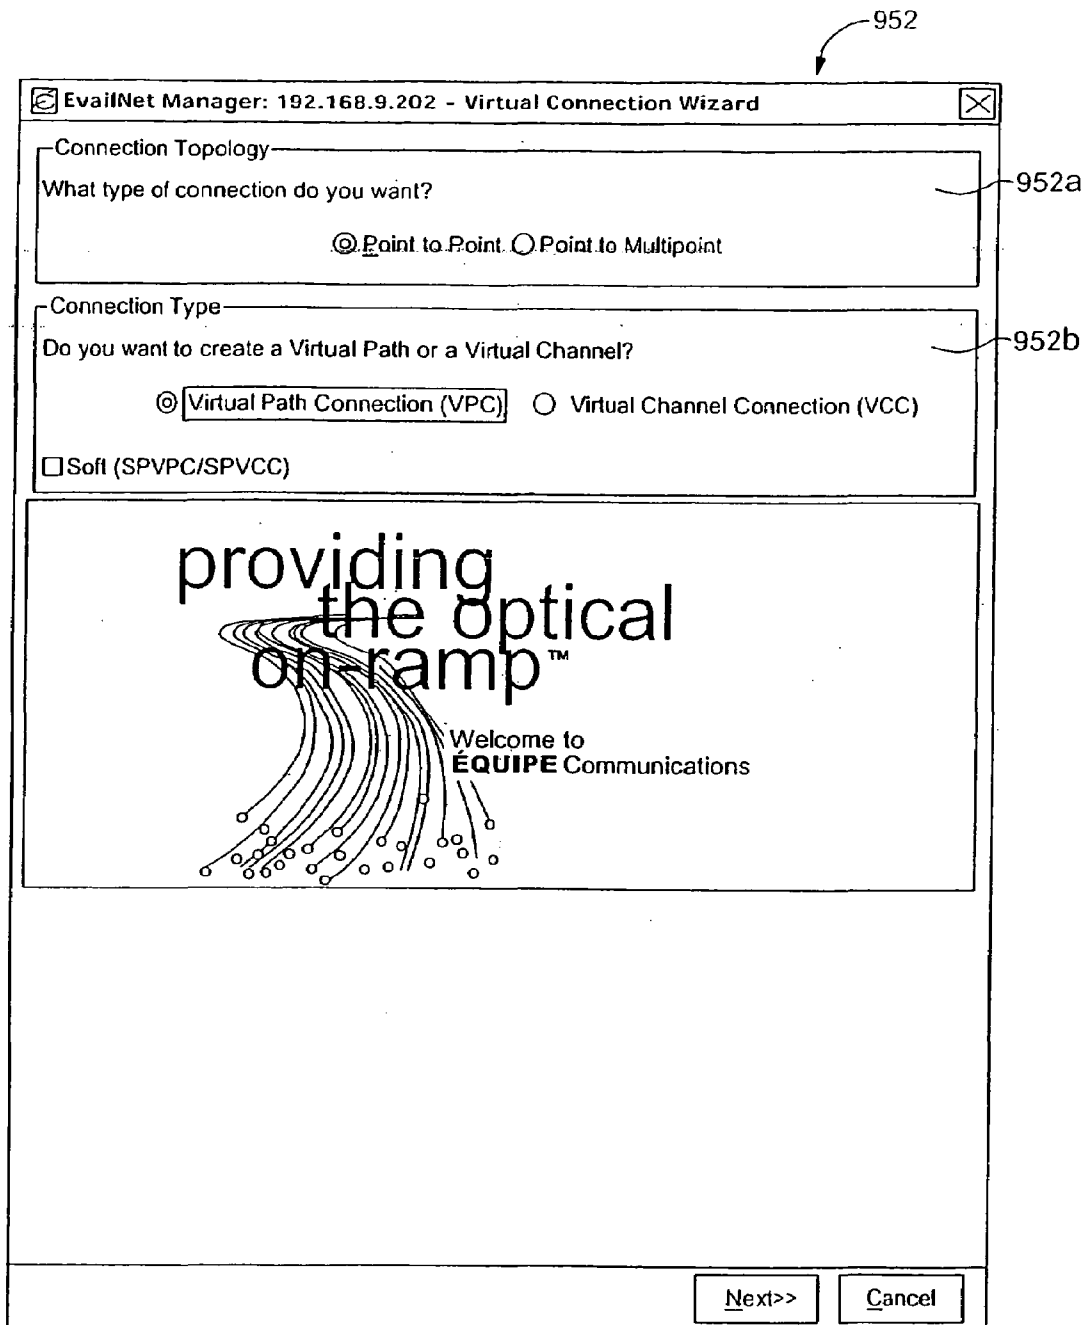 952
EvailNet Manager: 192.168.9.202 - Virtual Connection Wizard
Connection Topology
What type of connection do you want?
952a
Point to Point Point to Multipoint
Connection Type
Do you want to create a Virtual Path or a Virtual Channel?
952b
Virtual Path Connection (VPC) Virtual Channel Connection (VCC)
Soft (SPVPC/SPVCC)
providing
the optical
on-ramp™
Welcome to
ÉQUIPE Communications
Next>> Cancel